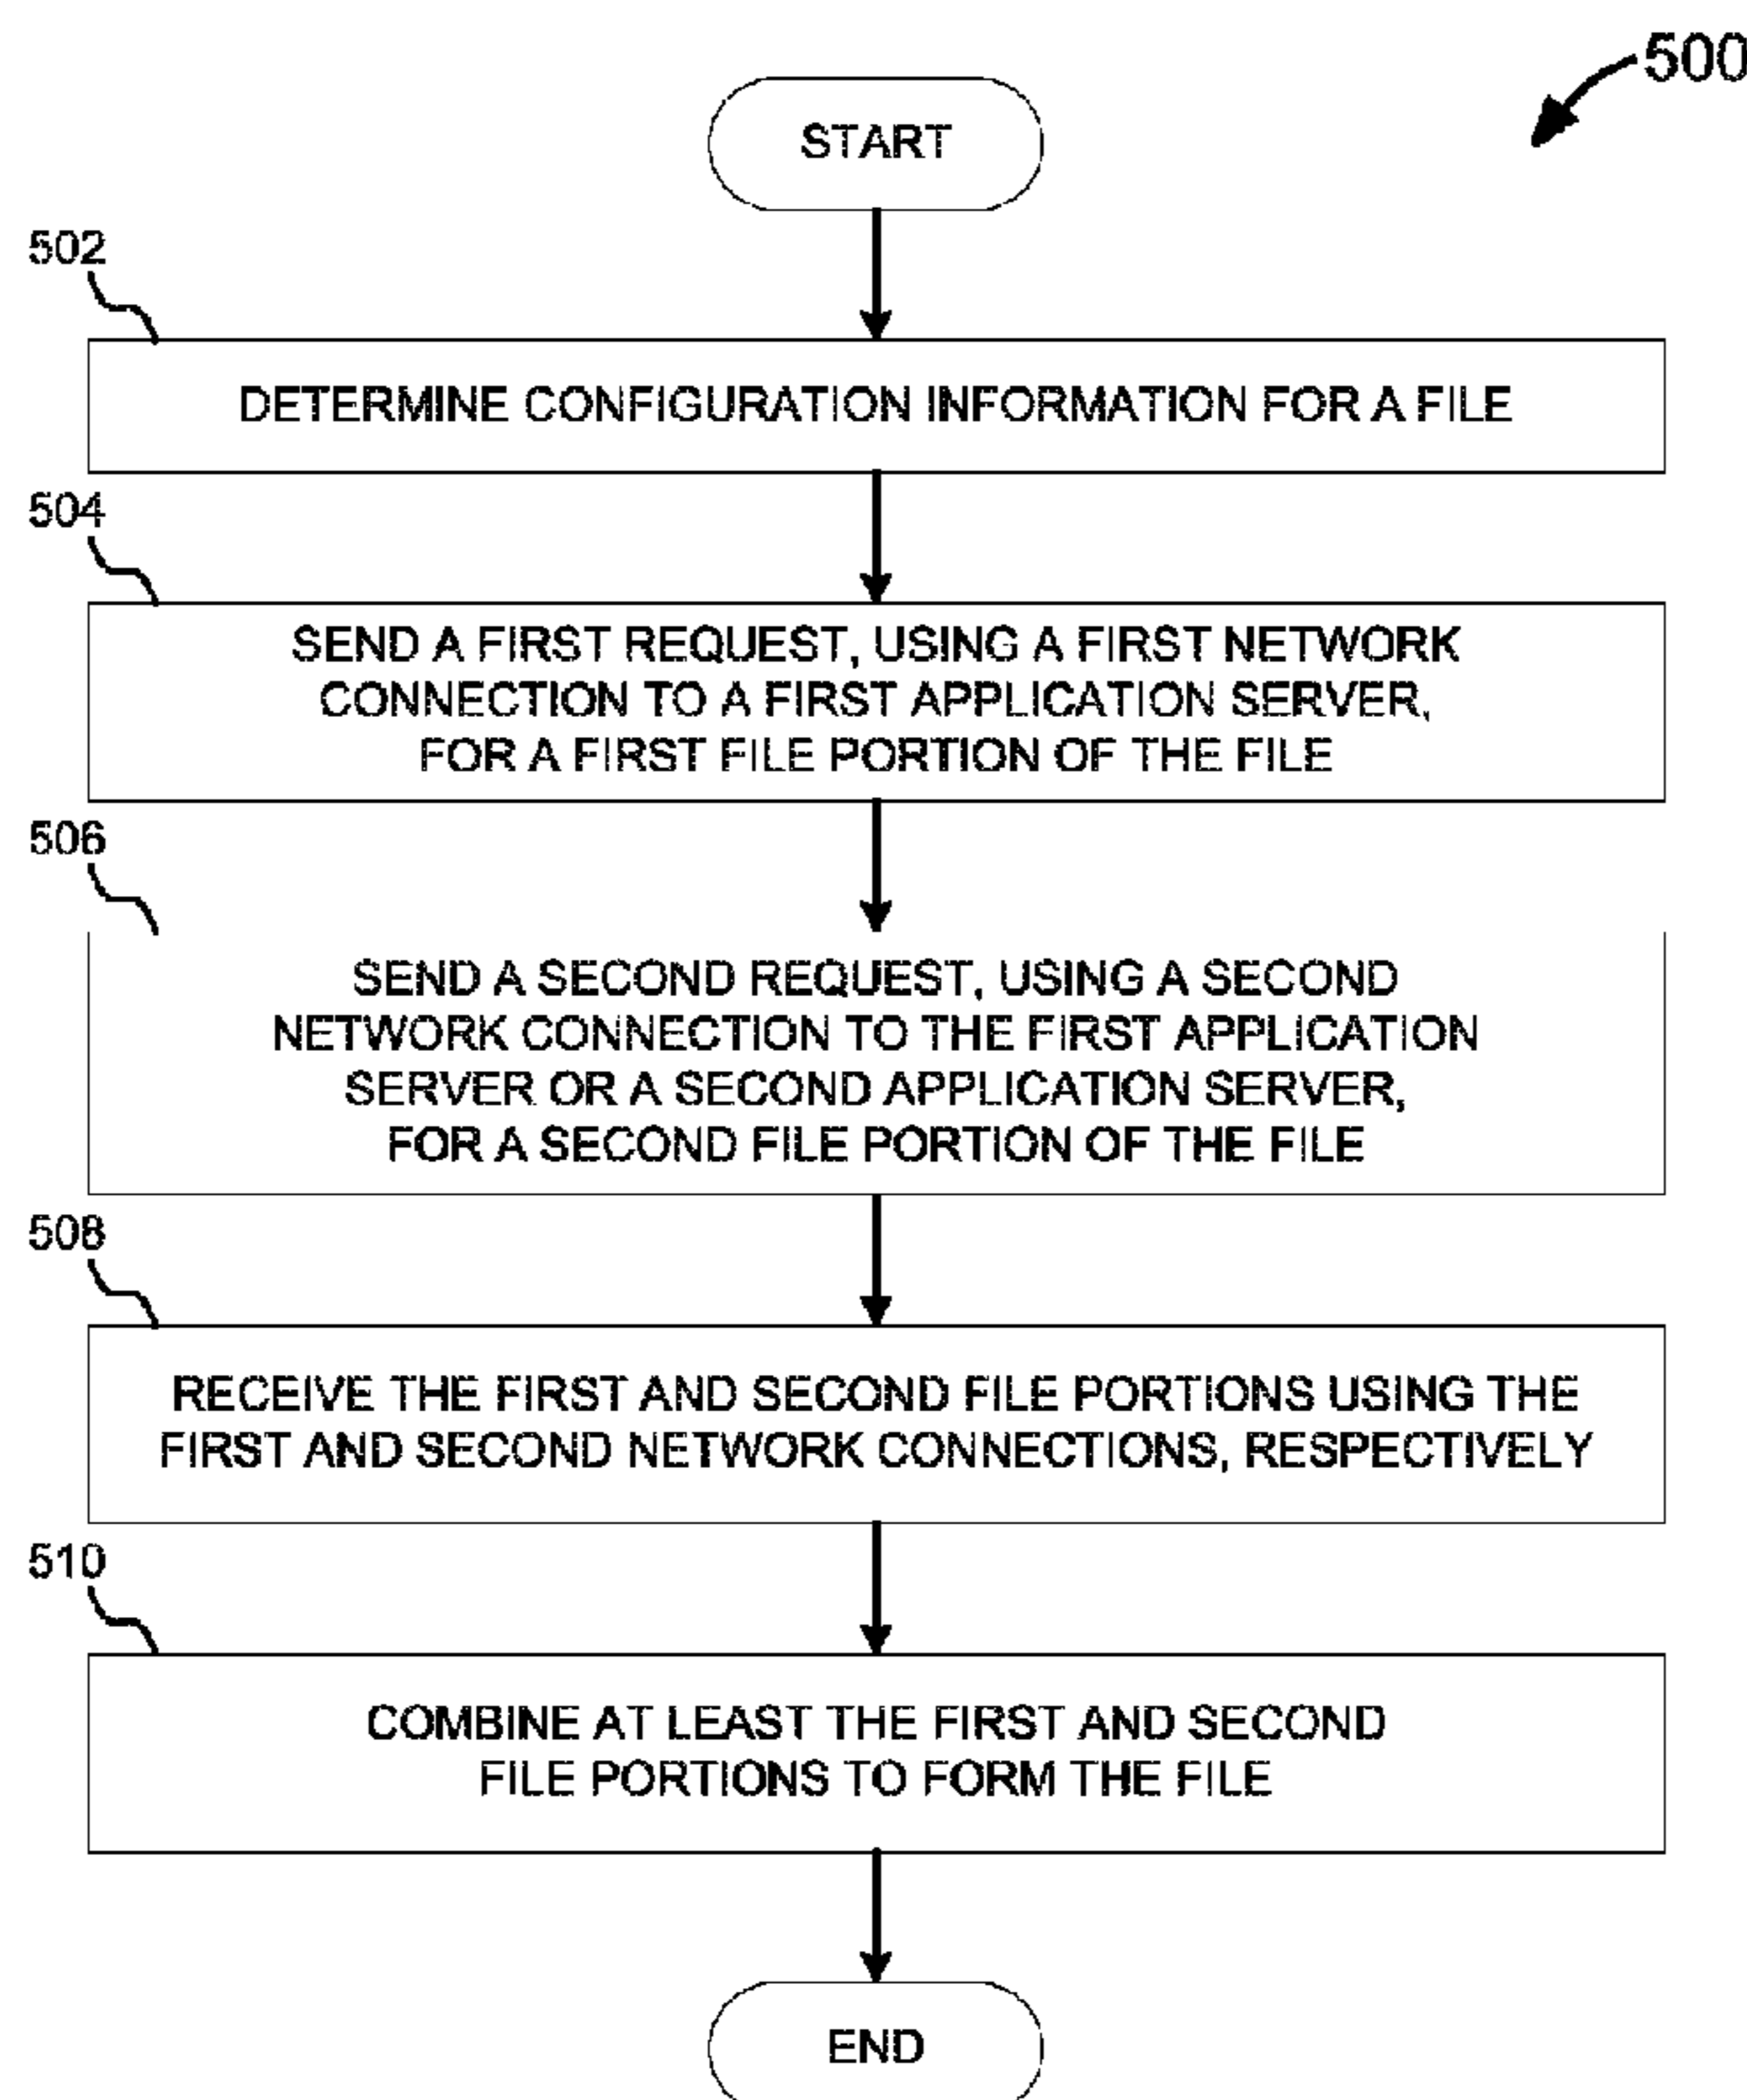 500
START
502
DETERMINE CONFIGURATION INFORMATION FOR A FILE
504
SEND A FIRST REQUEST, USING A FIRST NETWORK
CONNECTION TO A FIRST APPLICATION SERVER,
FOR A FIRST FILE PORTION OF THE FILE
506
SEND A SECOND REQUEST, USING A SECOND
NETWORK CONNECTION TO THE FIRST APPLICATION
SERVER OR A SECOND APPLICATION SERVER,
FOR A SECOND FILE PORTION OF THE FILE
508
RECEIVE THE FIRST AND SECOND FILE PORTIONS USING THE
FIRST AND SECOND NETWORK CONNECTIONS, RESPECTIVELY
510
COMBINE AT LEAST THE FIRST AND SECOND
FILE PORTIONS TO FORM THE FILE
END